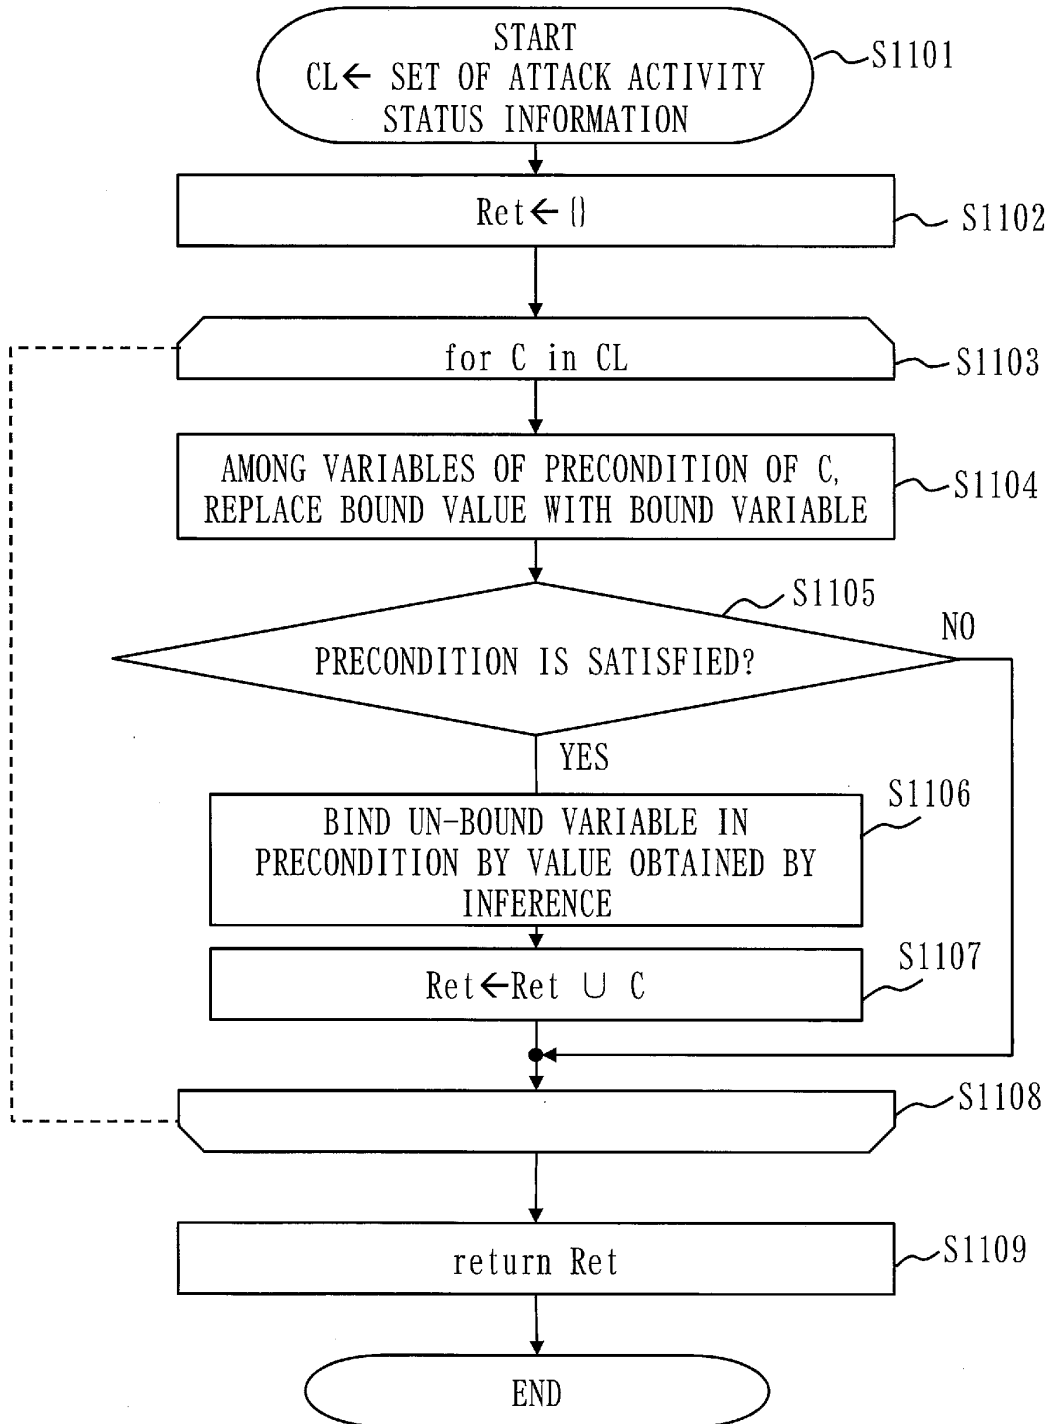 START
CL← SET OF ATTACK ACTIVITY
STATUS INFORMATION
S1101
Ret←{}
S1102
for C in CL
S1103
AMONG VARIABLES OF PRECONDITION OF C,
REPLACE BOUND VALUE WITH BOUND VARIABLE
S1104
S1105
PRECONDITION IS SATISFIED?
NO
YES
S1106
BIND UN-BOUND VARIABLE IN
PRECONDITION BY VALUE OBTAINED BY
INFERENCE
S1107
Ret←Ret ∪ C
S1108
return Ret
S1109
END